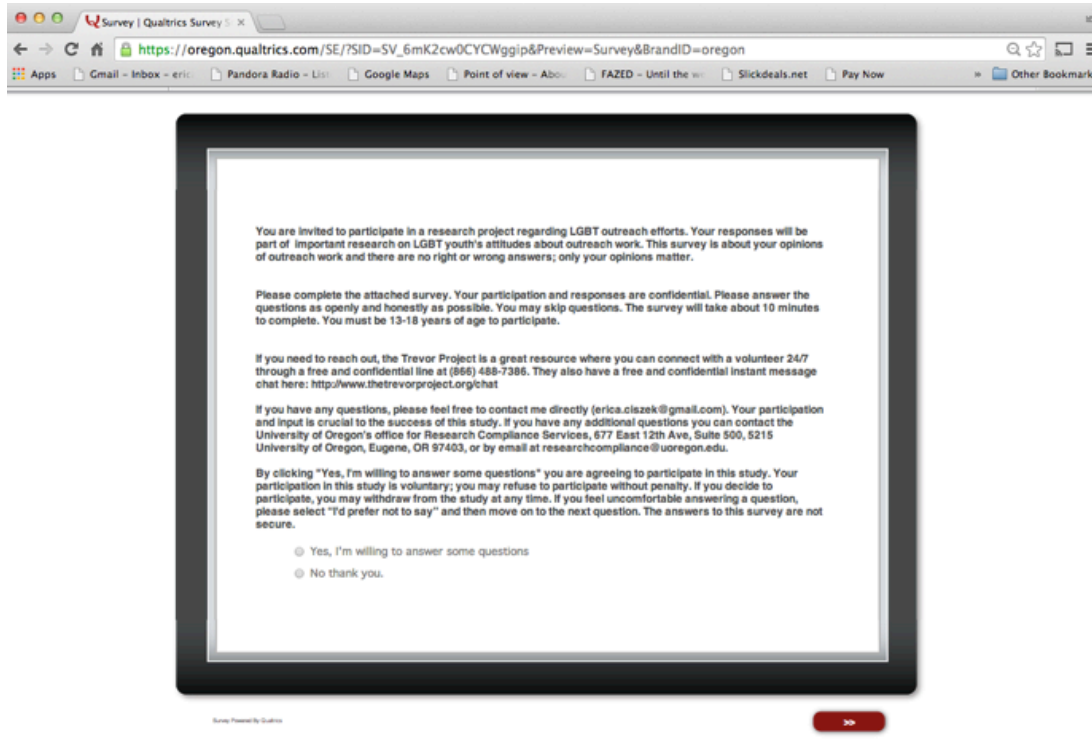 Survey | Qualtrics Survey S
https://oregon.qualtrics.com/SE/?SID=SV_6mK2cw0CYCWggip&Preview=Survey&BrandID=oregon
Apps Gmail - Inbox - eric Pandora Radio - List Google Maps Point of view - Abou FAZED - Until the w Slickdeals.net Pay Now » Other Bookmark
You are invited to participate in a research project regarding LGBT outreach efforts. Your responses will be
part of important research on LGBT youth's attitudes about outreach work. This survey is about your opinions
of outreach work and there are no right or wrong answers; only your opinions matter.
Please complete the attached survey. Your participation and responses are confidential. Please answer the
questions as openly and honestly as possible. You may skip questions. The survey will take about 10 minutes
to complete. You must be 13-18 years of age to participate.
If you need to reach out, the Trevor Project is a great resource where you can connect with a volunteer 24/7
through a free and confidential line at (866) 488-7386. They also have a free and confidential instant message
chat here: http://www.thetrevorproject.org/chat
If you have any questions, please feel free to contact me directly (erica.ciszek@gmail.com). Your participation
and input is crucial to the success of this study. If you have any additional questions you can contact the
University of Oregon's office for Research Compliance Services, 677 East 12th Ave, Suite 500, 5215
University of Oregon, Eugene, OR 97403, or by email at researchcompliance@uoregon.edu.
By clicking "Yes, I'm willing to answer some questions" you are agreeing to participate in this study. Your
participation in this study is voluntary; you may refuse to participate without penalty. If you decide to
participate, you may withdraw from the study at any time. If you feel uncomfortable answering a question,
please select "I'd prefer not to say" and then move on to the next question. The answers to this survey are not
secure.
Yes, I'm willing to answer some questions
No thank you.
Survey Powered By Qualtrics
>>